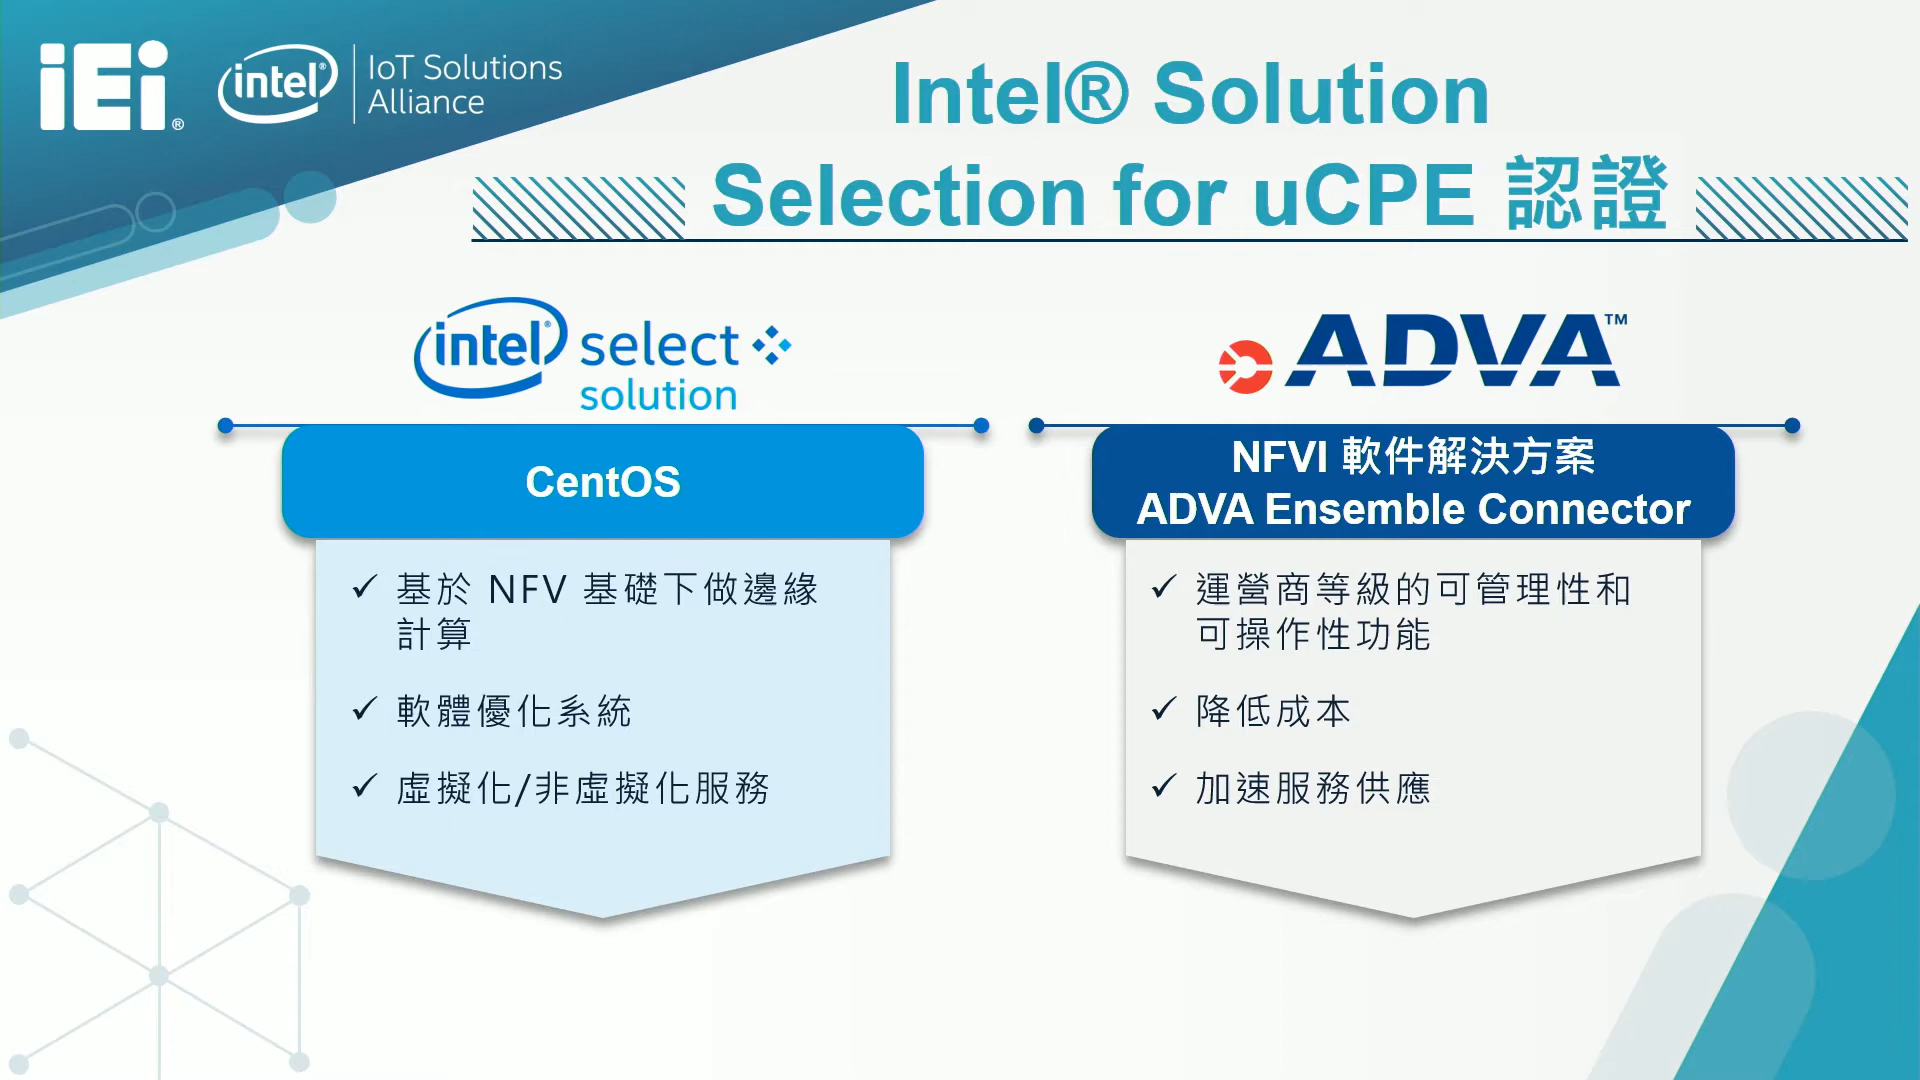 iEi®
intel® IoT Solutions
Alliance
Intel® Solution
Selection for uCPE 認證
intel® select
solution
CentOS
✓ 基於 NFV 基礎下做邊緣
計算
✓ 軟體優化系統
✓ 虛擬化/非虛擬化服務
ADVA™
NFVI 軟件解決方案
ADVA Ensemble Connector
✓ 運營商等級的可管理性和
可操作性功能
✓ 降低成本
✓ 加速服務供應